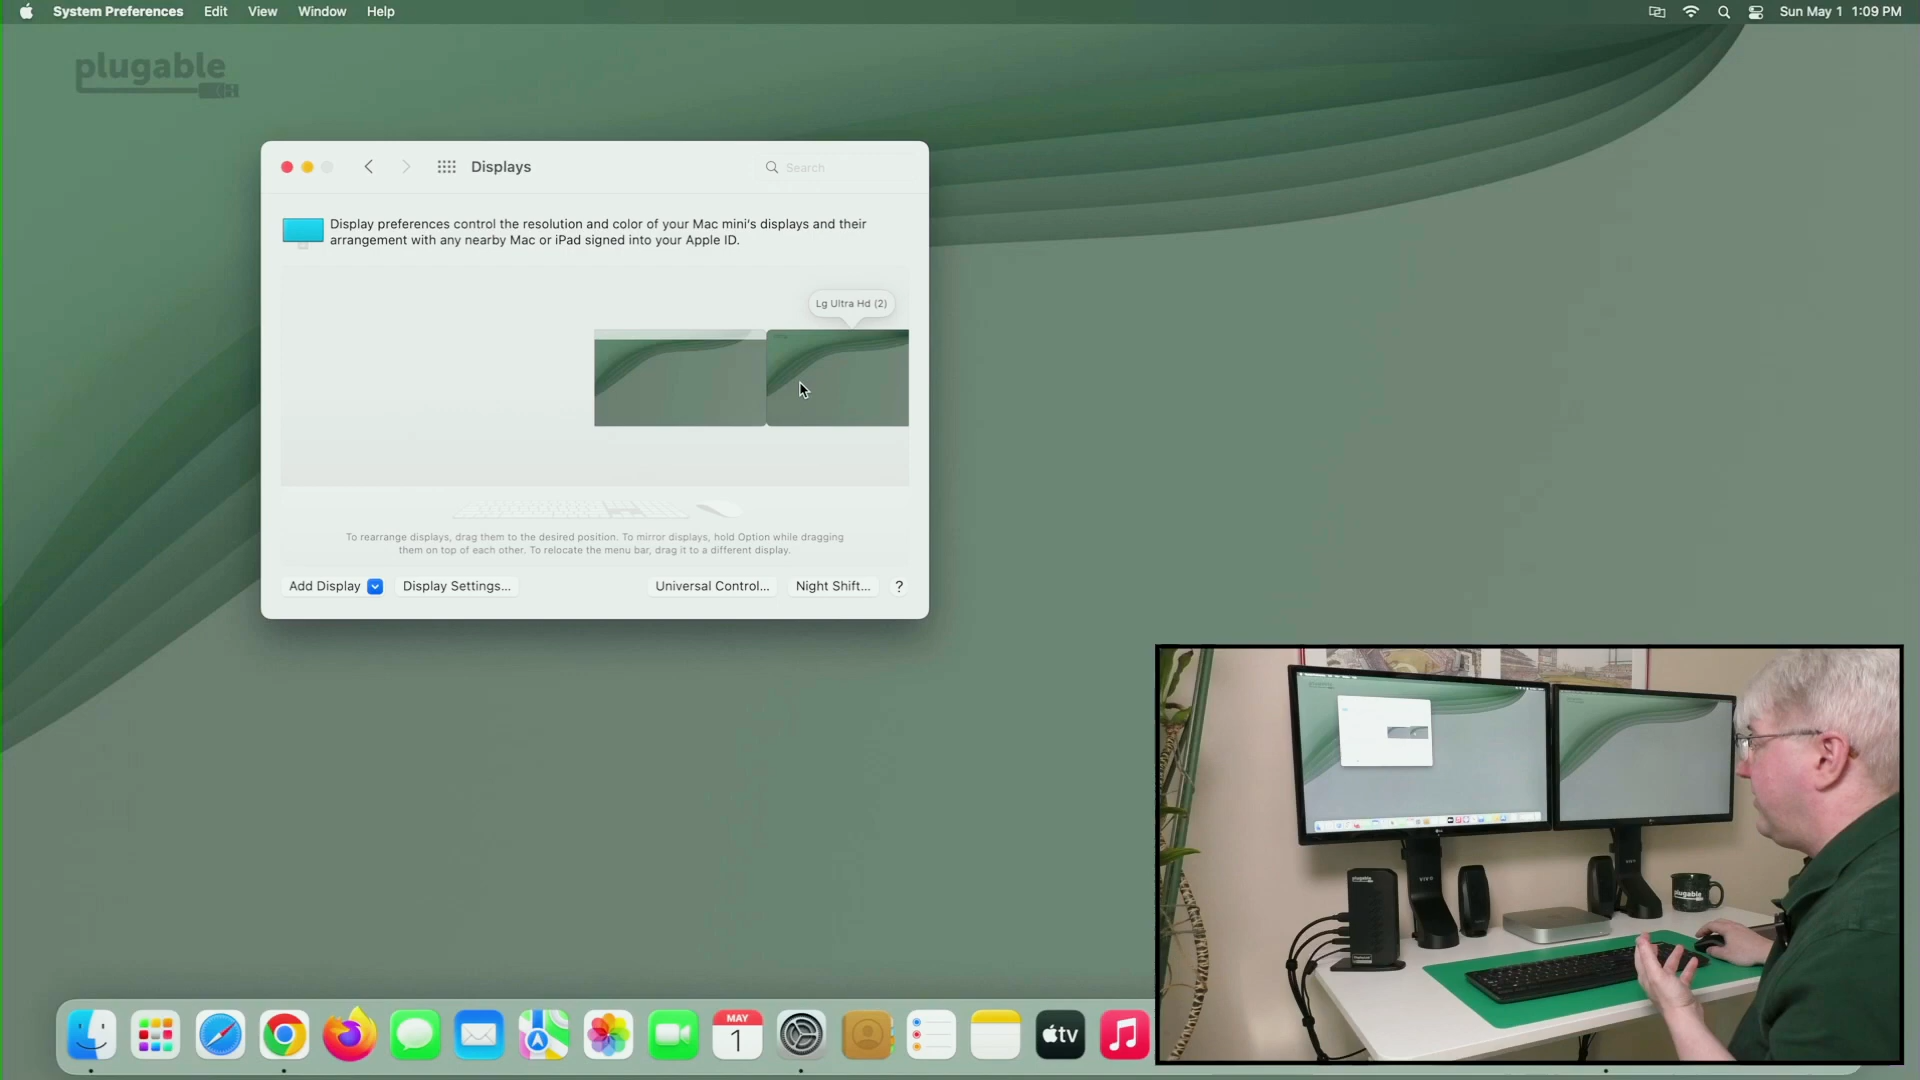 System Preferences Edit View Window Help
Sun May 1 1:09 PM
plugable
Displays
Search
Display preferences control the resolution and color of your Mac mini's displays and their
arrangement with any nearby Mac or iPad signed into your Apple ID.
Lg Ultra Hd (2)
To rearrange displays, drag them to the desired position. To mirror displays, hold Option while dragging
them on top of each other. To relocate the menu bar, drag it to a different display.
Add Display
Display Settings...
Universal Control...
Night Shift...
?
plugable
plugable
VIVO
MAY
1
tv